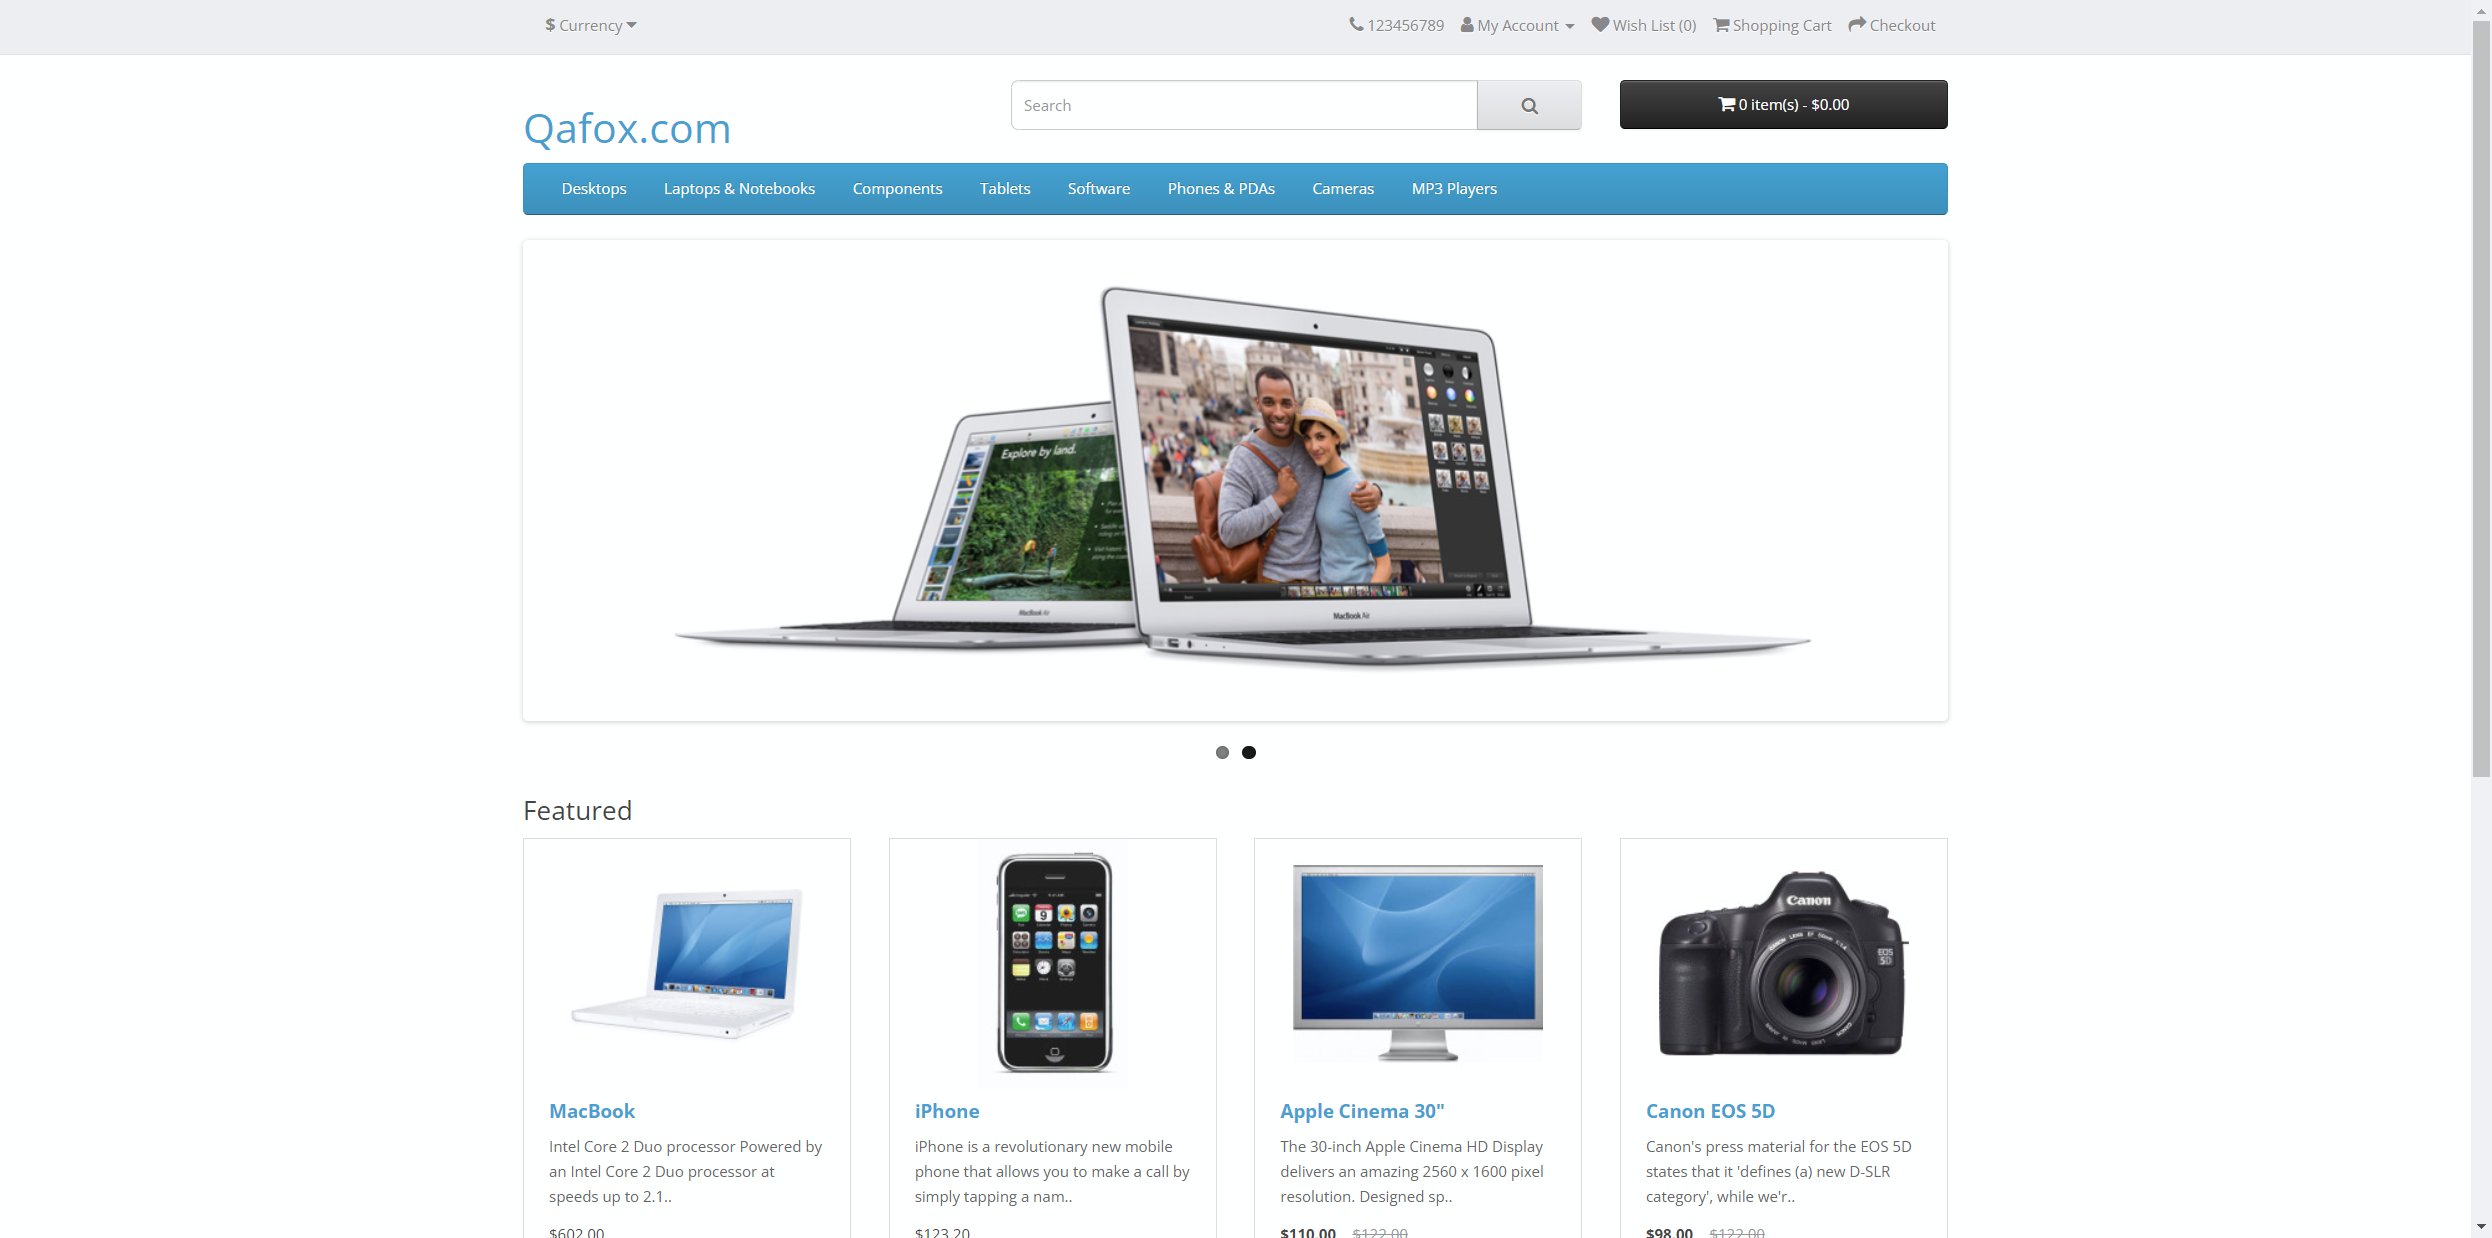 $ Currency
123456789 My Account Wish List (0) Shopping Cart Checkout
Qafox.com
Search
0 item(s) - $0.00
Desktops Laptops & Notebooks Components Tablets Software Phones & PDAs Cameras MP3 Players
Explore by land.
MacBook Air
MacBook Air
Featured
Canon
EOS
5D
MacBook
Intel Core 2 Duo processor Powered by
an Intel Core 2 Duo processor at
speeds up to 2.1..
$602.00
iPhone
iPhone is a revolutionary new mobile
phone that allows you to make a call by
simply tapping a nam..
$123.20
Apple Cinema 30"
The 30-inch Apple Cinema HD Display
delivers an amazing 2560 x 1600 pixel
resolution. Designed sp..
$110.00 $122.00
Canon EOS 5D
Canon's press material for the EOS 5D
states that it 'defines (a) new D-SLR
category', while we'r..
$98.00 $122.00